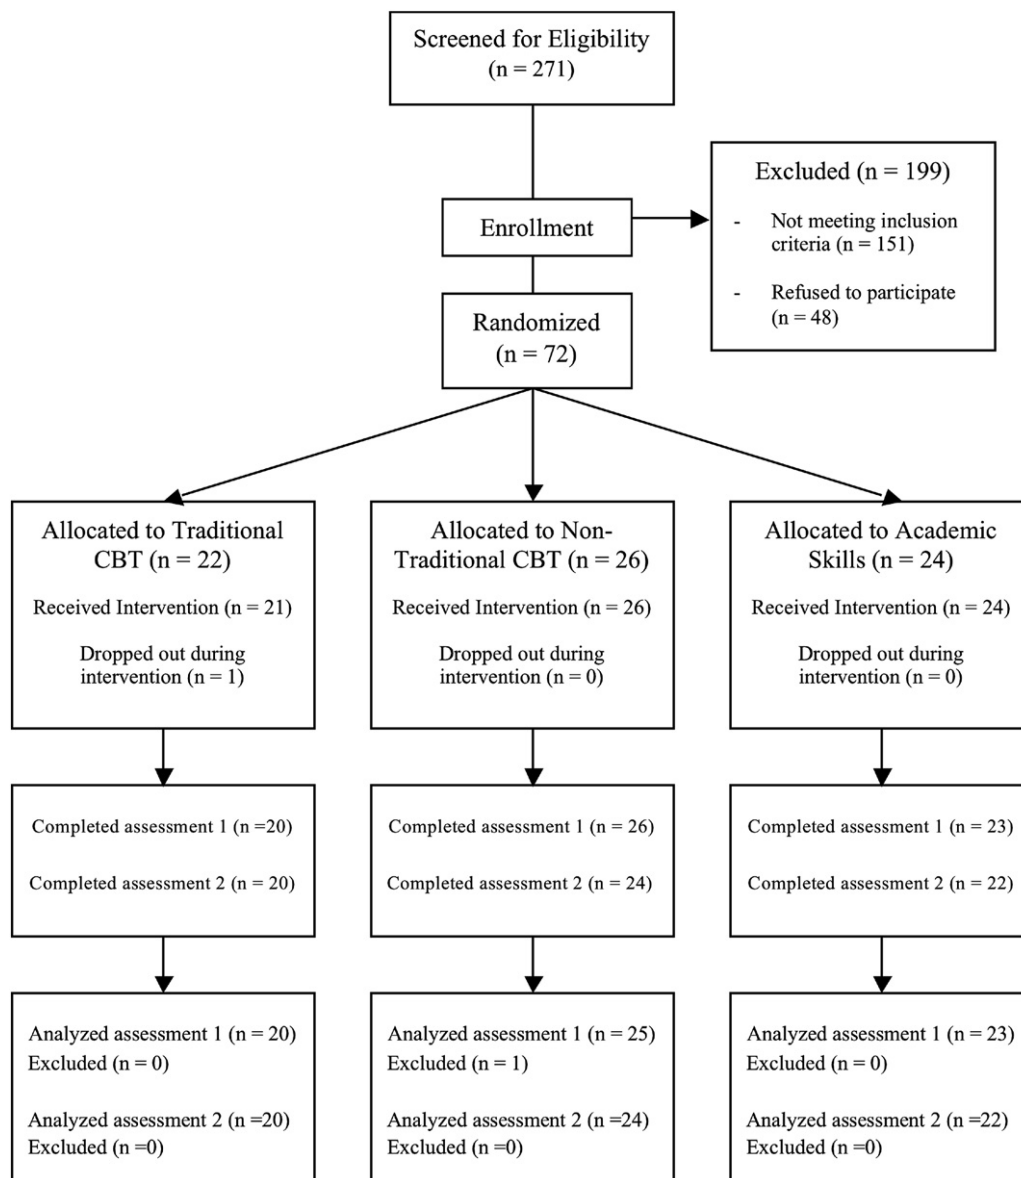 Screened for Eligibility
(n = 271)
Excluded (n = 199)
- Not meeting inclusion
criteria (n = 151)
- Refused to participate
(n = 48)
Enrollment
Randomized
(n = 72)
Allocated to Traditional
CBT (n = 22)
Received Intervention (n = 21)
Dropped out during
intervention (n = 1)
Allocated to Non-
Traditional CBT (n = 26)
Received Intervention (n = 26)
Dropped out during
intervention (n = 0)
Allocated to Academic
Skills (n = 24)
Received Intervention (n = 24)
Dropped out during
intervention (n = 0)
Completed assessment 1 (n =20)
Completed assessment 2 (n = 20)
Completed assessment 1 (n = 26)
Completed assessment 2 (n = 24)
Completed assessment 1 (n = 23)
Completed assessment 2 (n = 22)
Analyzed assessment 1 (n = 20)
Excluded (n = 0)
Analyzed assessment 2 (n =20)
Excluded (n =0)
Analyzed assessment 1 (n = 25)
Excluded (n = 1)
Analyzed assessment 2 (n =24)
Excluded (n =0)
Analyzed assessment 1 (n = 23)
Excluded (n = 0)
Analyzed assessment 2 (n =22)
Excluded (n =0)